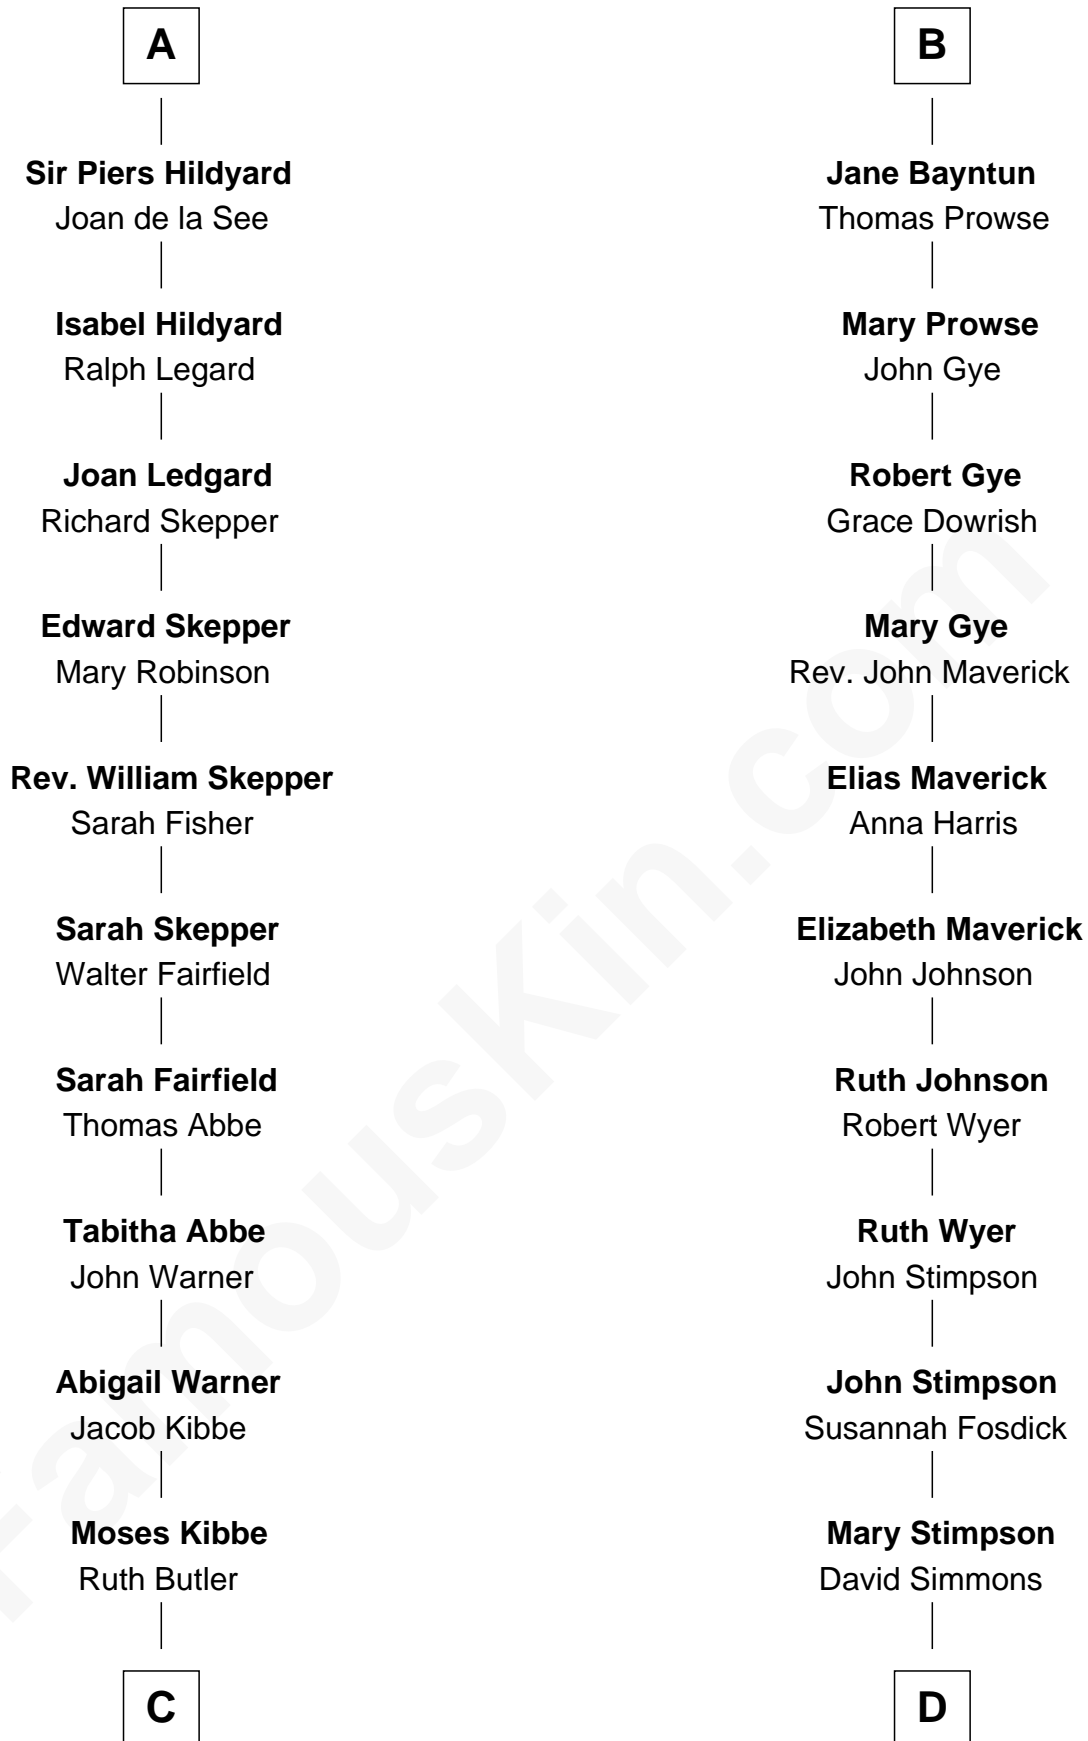 A
Sir Piers Hildyard
Joan de la See
Isabel Hildyard
Ralph Legard
Joan Ledgard
Richard Skepper
Edward Skepper
Mary Robinson
Rev. William Skepper
Sarah Fisher
Sarah Skepper
Walter Fairfield
Sarah Fairfield
Thomas Abbe
Tabitha Abbe
John Warner
Abigail Warner
Jacob Kibbe
Moses Kibbe
Ruth Butler
C
B
Jane Bayntun
Thomas Prowse
Mary Prowse
John Gye
Robert Gye
Grace Dowrish
Mary Gye
Rev. John Maverick
Elias Maverick
Anna Harris
Elizabeth Maverick
John Johnson
Ruth Johnson
Robert Wyer
Ruth Wyer
John Stimpson
John Stimpson
Susannah Fosdick
Mary Stimpson
David Simmons
D
FamousKin.com